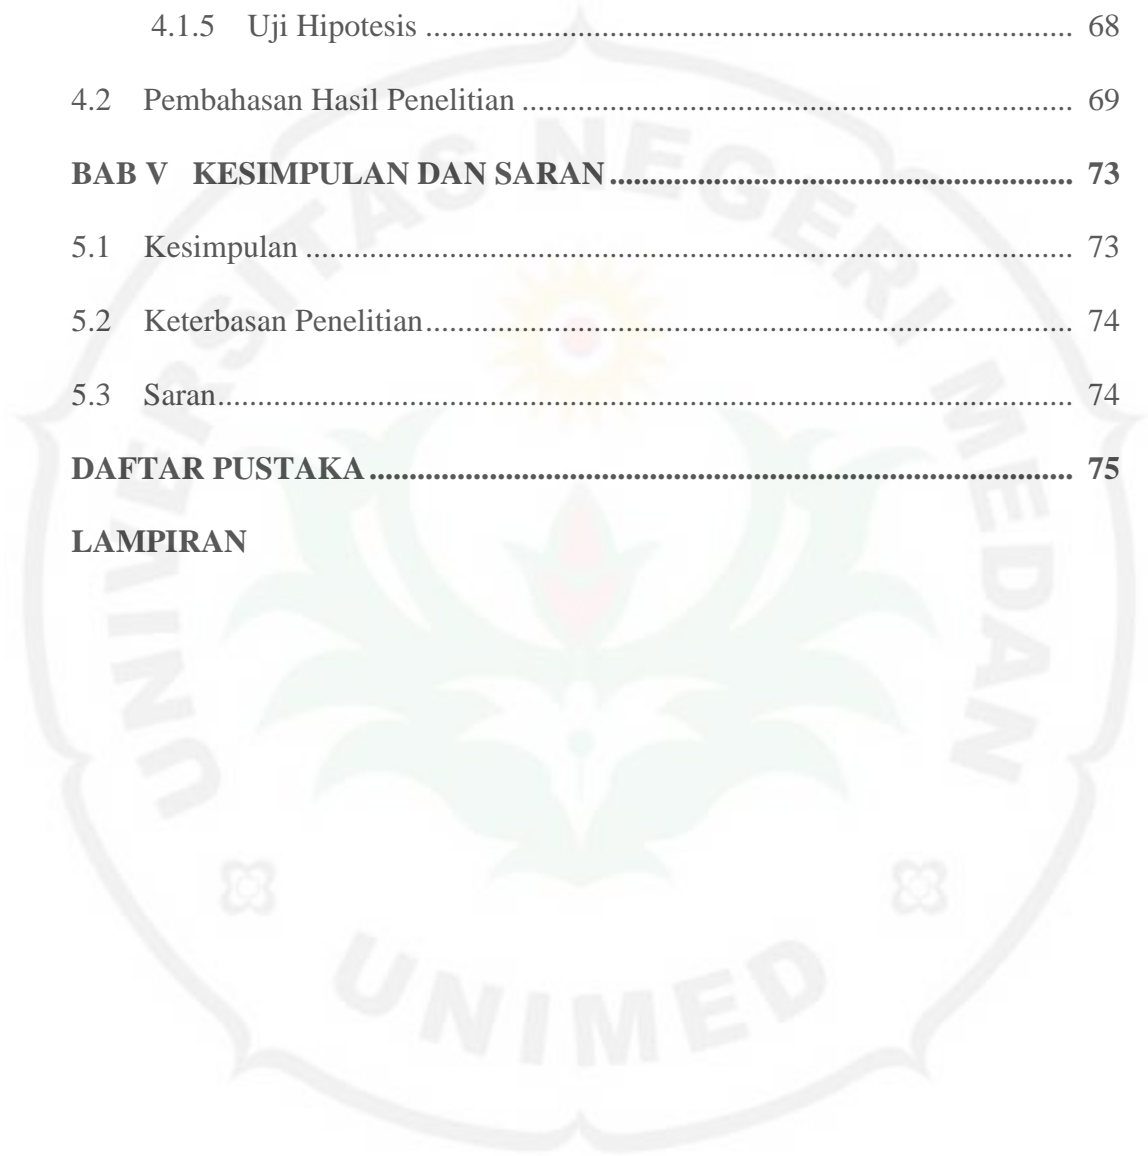 4.1.5 Uji Hipotesis ........................................................................... 68
4.2 Pembahasan Hasil Penelitian ................................................................ 69
BAB V KESIMPULAN DAN SARAN ...................................................... 73
5.1 Kesimpulan ......................................................................................... 73
5.2 Keterbasan Penelitian........................................................................... 74
5.3 Saran.................................................................................................... 74
DAFTAR PUSTAKA .................................................................................. 75
LAMPIRAN
UNIVERSITAS NEGERI MEDAN
UNIMED